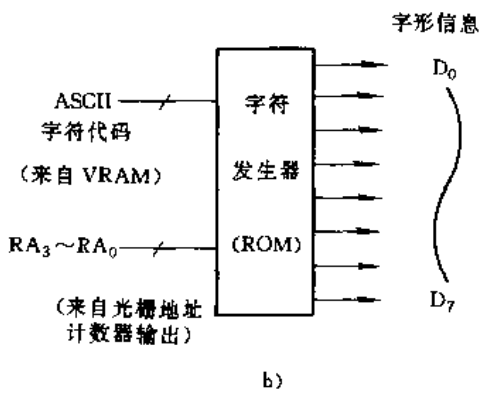 字形信息
D₀
ASCII
字符
字符代码
(来自 VRAM)
发生器
RA₃~RA₀
(ROM)
(来自光栅地址
计数器输出)
D₇
b)